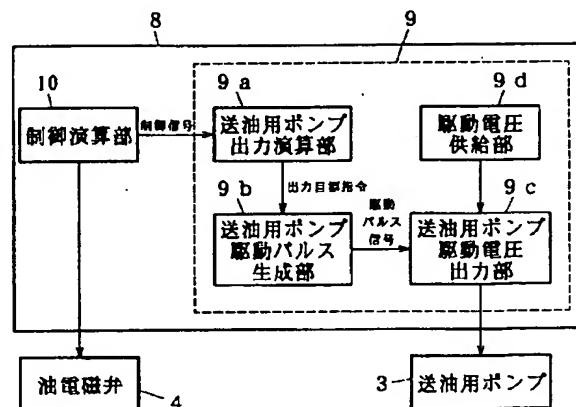 8
9
10
9a
9d
制御演算部
制御信号
送油用ポンプ
出力演算部
駆動電圧
供給部
9b
出力目標指令
駆動
パルス
信号
9c
送油用ポンプ
駆動パルス
生成部
送油用ポンプ
駆動電圧
出力部
油電磁弁
4
3
送油用ポンプ